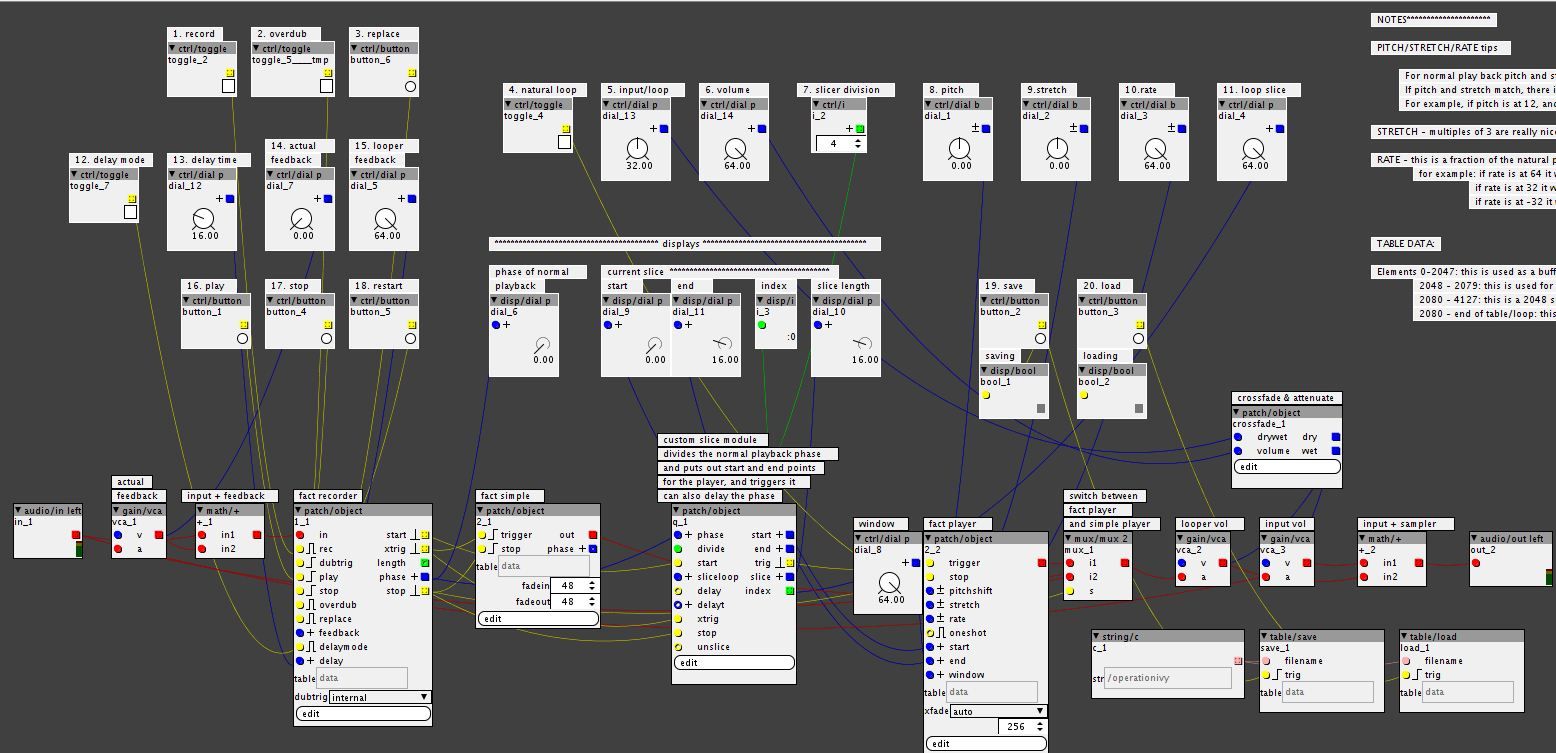 NOTES********************
PITCH/STRETCH/RATE tips
For normal play back pitch and s
If pitch and stretch match, there i
For example, if pitch is at 12, an
STRETCH - multiples of 3 are really nic
RATE - this is a fraction of the natural p
for example: if rate is at 64 it w
if rate is at 32 it w
if rate is at -32 it w
TABLE DATA:
Elements 0-2047: this is used as a buff
2048 - 2079: this is used for
2080 - 4127: this is a 2048 s
2080 - end of table/loop: this
1. record
ctrl/toggle
toggle_2
2. overdub
ctrl/toggle
toggle_5___tmp
3. replace
ctrl/button
button_6
4. natural loop
ctrl/toggle
toggle_4
5. input/loop
ctrl/dial p
dial_13
+
32.00
6. volume
ctrl/dial p
dial_14
+
64.00
7. slicer division
ctrl/i
i_2
+
4
8. pitch
ctrl/dial b
dial_1
±
0.00
9.stretch
ctrl/dial b
dial_2
±
0.00
10.rate
ctrl/dial b
dial_3
±
64.00
11. loop slice
ctrl/dial p
dial_4
+
64.00
12. delay mode
ctrl/toggle
toggle_7
13. delay time
ctrl/dial p
dial_12
+
16.00
14. actual
feedback
ctrl/dial p
dial_7
+
0.00
15. looper
feedback
ctrl/dial p
dial_5
+
64.00
16. play
ctrl/button
button_1
17. stop
ctrl/button
button_4
18. restart
ctrl/button
button_5
displays
phase of normal
playback
disp/dial p
dial_6
+
0.00
current slice
start
disp/dial p
dial_9
+
0.00
end
disp/dial p
dial_11
+
16.00
index
disp/i
i_3
:0
slice length
disp/dial p
dial_10
+
16.00
19. save
ctrl/button
button_2
saving
disp/bool
bool_1
20. load
ctrl/button
button_3
loading
disp/bool
bool_2
crossfade & attenuate
patch/object
crossfade_1
drywet dry
volume wet
edit
audio/in left
in_1
actual
feedback
gain/vca
vca_1
v
a
input + feedback
math/+
+_1
in1
in2
fact recorder
patch/object
1_1
in start
rec xtrig
dubtrig length
play phase +
stop stop
overdub
replace
+ feedback
delaymode
+ delay
table data
dubtrig internal
edit
fact simple
patch/object
2_1
trigger out
stop phase +
table data
fadein 48
fadeout 48
edit
custom slice module
divides the normal playback phase
and puts out start and end points
for the player, and triggers it
can also delay the phase
patch/object
q_1
+ phase start +
divide end +
start trig
+ sliceloop slice +
delay index
+ delayt
xtrig
stop
unslice
edit
window
ctrl/dial p
dial_8
+
64.00
fact player
patch/object
2_2
trigger
stop
± pitchshift
± stretch
± rate
oneshot
+ start
+ end
+ window
table data
xfade auto
256
edit
switch between
fact player
and simple player
mux/mux 2
mux_1
i1
i2
s
looper vol
gain/vca
vca_2
v
a
input vol
gain/vca
vca_3
v
a
input + sampler
math/+
+_2
in1
in2
audio/out left
out_2
string/c
c_1
str /operationivy
table/save
save_1
filename
trig
table data
table/load
load_1
filename
trig
table data